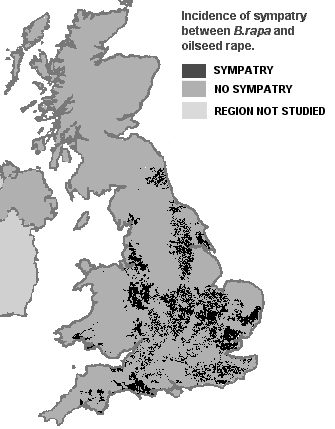 Incidence of sympatry
between B.rapa and
oilseed rape.
SYMPATRY
NO SYMPATRY
REGION NOT STUDIED